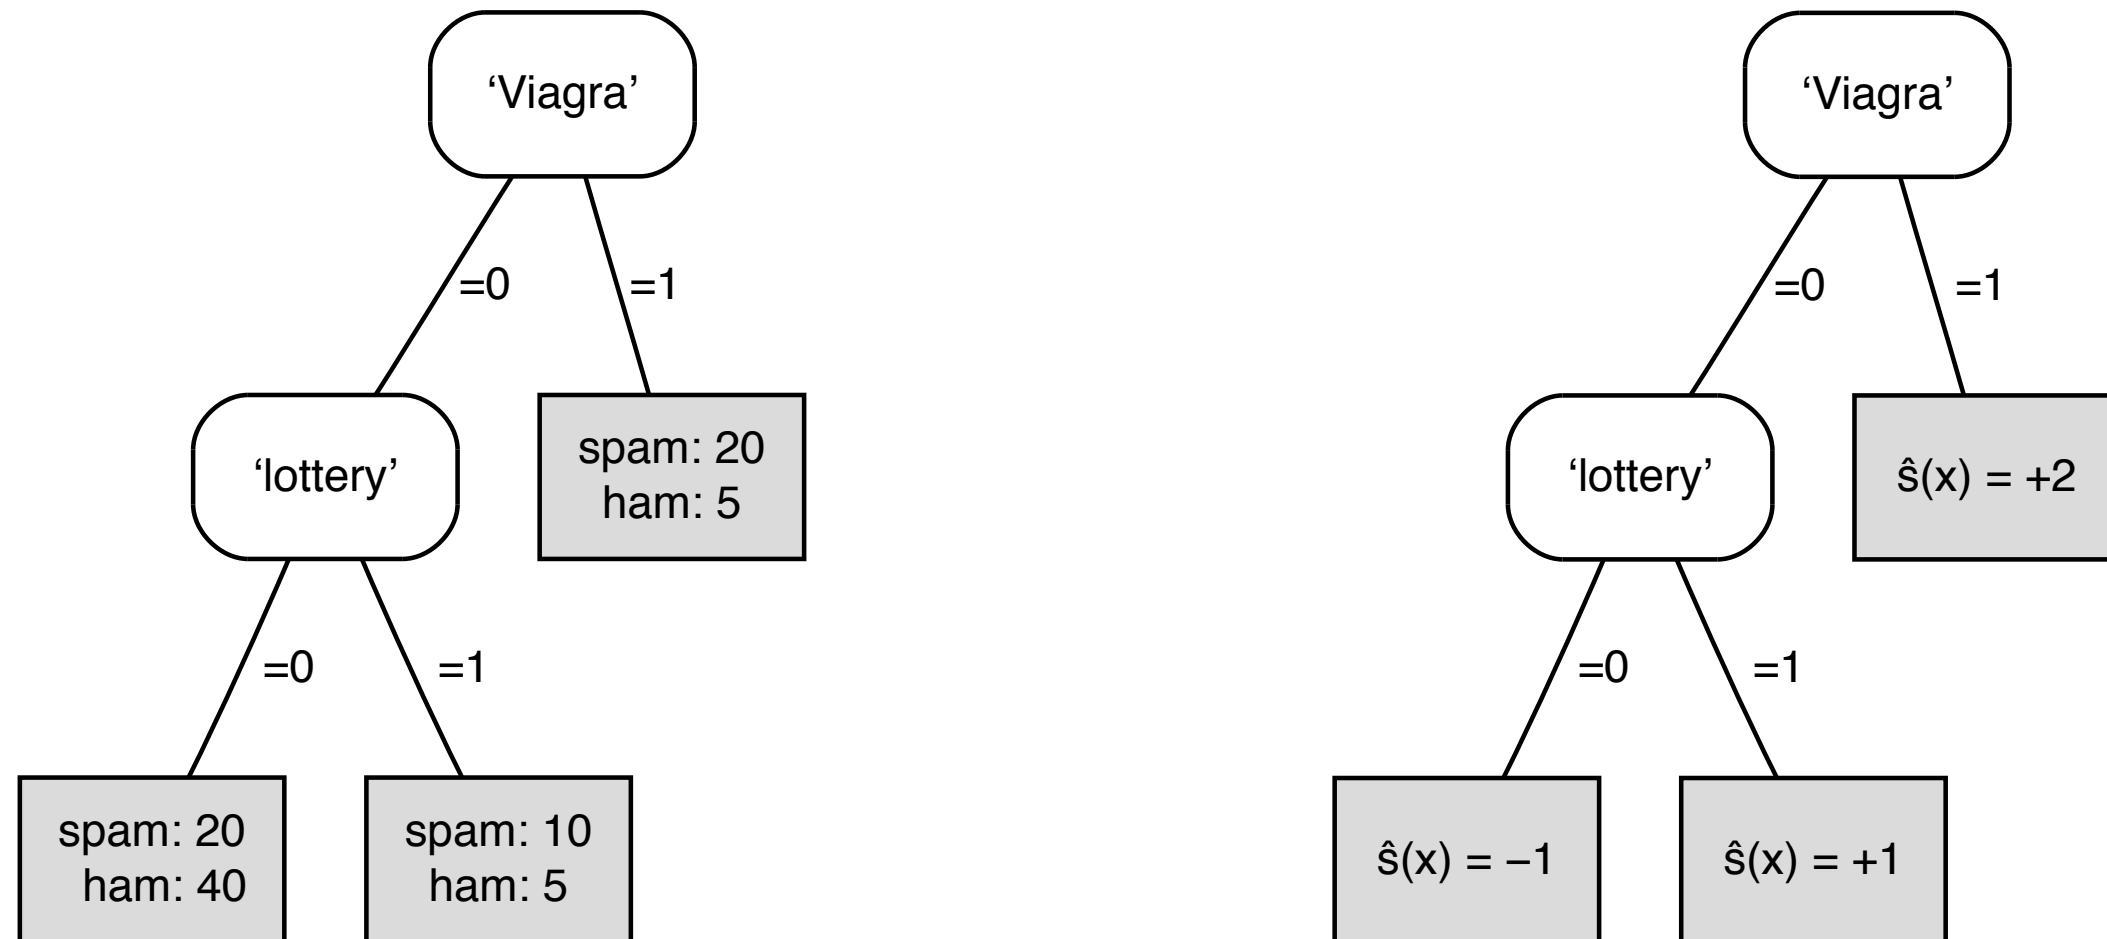 ‘Viagra’
=0
=1
‘lottery’
spam: 20
ham: 5
=0
=1
spam: 20
ham: 40
spam: 10
ham: 5
‘Viagra’
=0
=1
‘lottery’
ŝ(x) = +2
=0
=1
ŝ(x) = −1
ŝ(x) = +1